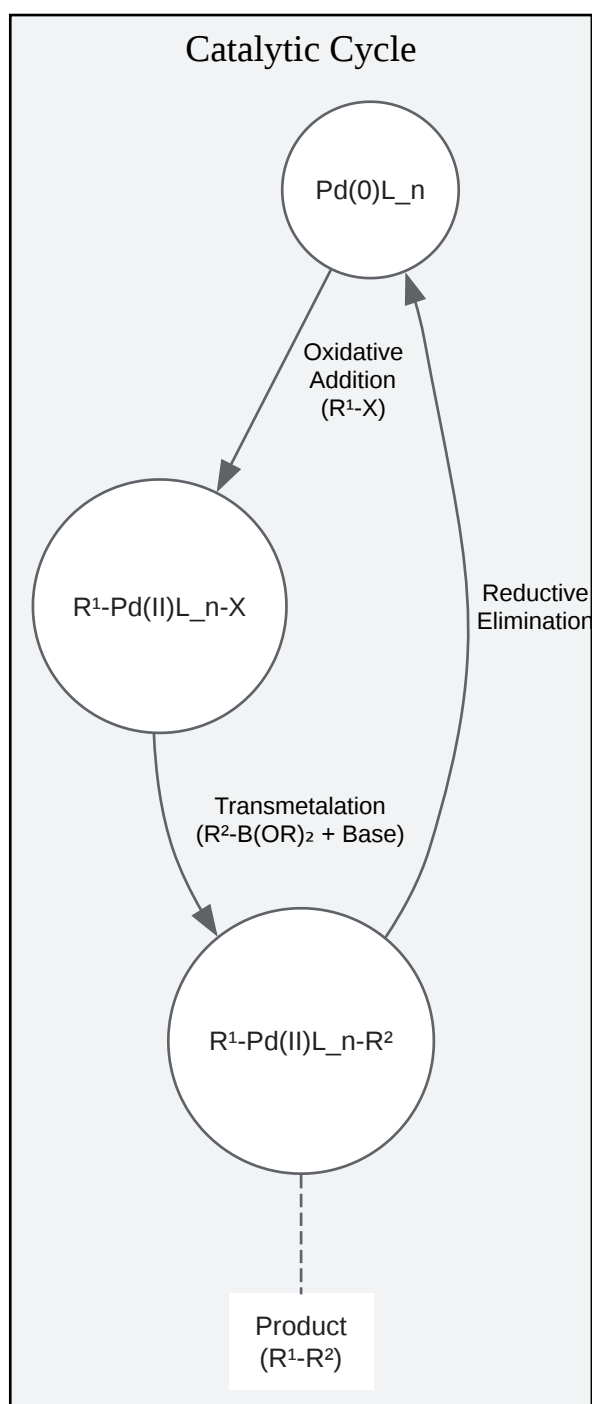 Catalytic Cycle
Pd(0)L_n
Oxidative
Addition
(R¹-X)
R¹-Pd(II)L_n-X
Reductive
Elimination
Transmetalation
(R²-B(OR)₂ + Base)
R¹-Pd(II)L_n-R²
Product
(R¹-R²)